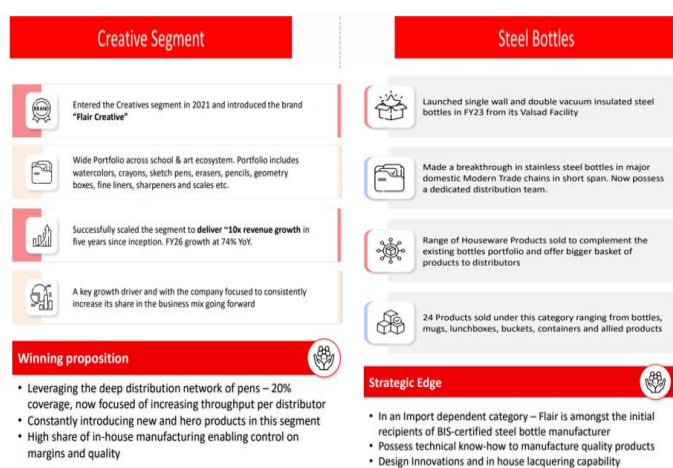 Creative Segment
BRAND
Entered the Creatives segment in 2021 and introduced the brand
"Flair Creative"
Wide Portfolio across school & art ecosystem. Portfolio includes
watercolors, crayons, sketch pens, erasers, pencils, geometry
boxes, fine liners, sharpeners and scales etc.
Successfully scaled the segment to deliver ~10x revenue growth in
five years since inception. FY26 growth at 74% YoY.
A key growth driver and with the company focused to consistently
increase its share in the business mix going forward
Winning proposition
• Leveraging the deep distribution network of pens – 20%
coverage, now focused of increasing throughput per distributor
• Constantly introducing new and hero products in this segment
• High share of in-house manufacturing enabling control on
margins and quality
Steel Bottles
Launched single wall and double vacuum insulated steel
bottles in FY23 from its Valsad Facility
Made a breakthrough in stainless steel bottles in major
domestic Modern Trade chains in short span. Now possess
a dedicated distribution team.
Range of Houseware Products sold to complement the
existing bottles portfolio and offer bigger basket of
products to distributors
24 Products sold under this category ranging from bottles,
mugs, lunchboxes, buckets, containers and allied products
Strategic Edge
• In an Import dependent category – Flair is amongst the initial
recipients of BIS-certified steel bottle manufacturer
• Possess technical know-how to manufacture quality products
• Design Innovations and in house lacquering capability